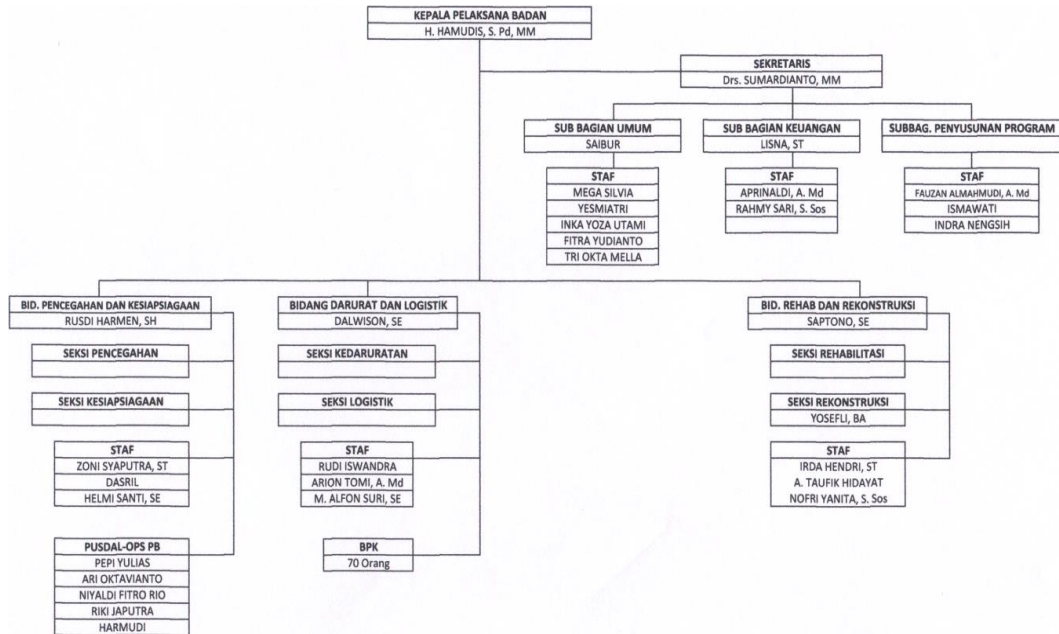 KEPALA PELAKSANA BADAN
H. HAMUDIS, S. Pd, MM
SEKRETARIS
Drs. SUMARDIANTO, MM
SUB BAGIAN UMUM
SAIBUR
SUB BAGIAN KEUANGAN
LISNA, ST
SUBBAG. PENYUSUNAN PROGRAM
STAF
MEGA SILVIA
YESMIATRI
INKA YOZA UTAMI
FITRA YUDIANTO
TRI OKTA MELLA
STAF
APRINALDI, A. Md
RAHMY SARI, S. Sos
STAF
FAUZAN ALMAHMUDI, A. Md
ISMAWATI
INDRA NENGSIH
BID. PENCEGAHAN DAN KESIAPSIAGAAN
RUSDI HARMEN, SH
SEKSI PENCEGAHAN
SEKSI KESIAPSIAGAAN
STAF
ZONI SYAPUTRA, ST
DASRIL
HELMI SANTI, SE
PUSDAL-OPS PB
PEPI YULIAS
ARI OKTAVIANTO
NIYALDI FITRO RIO
RIKI JAPUTRA
HARMUDI
BIDANG DARURAT DAN LOGISTIK
DALWISON, SE
SEKSI KEDARURATAN
SEKSI LOGISTIK
STAF
RUDI ISWANDRA
ARION TOMI, A. Md
M. ALFON SURI, SE
BPK
70 Orang
BID. REHAB DAN REKONSTRUKSI
SAPTONO, SE
SEKSI REHABILITASI
SEKSI REKONSTRUKSI
YOSEFLI, BA
STAF
IRDA HENDRI, ST
A. TAUFIK HIDAYAT
NOFRI YANITA, S. Sos